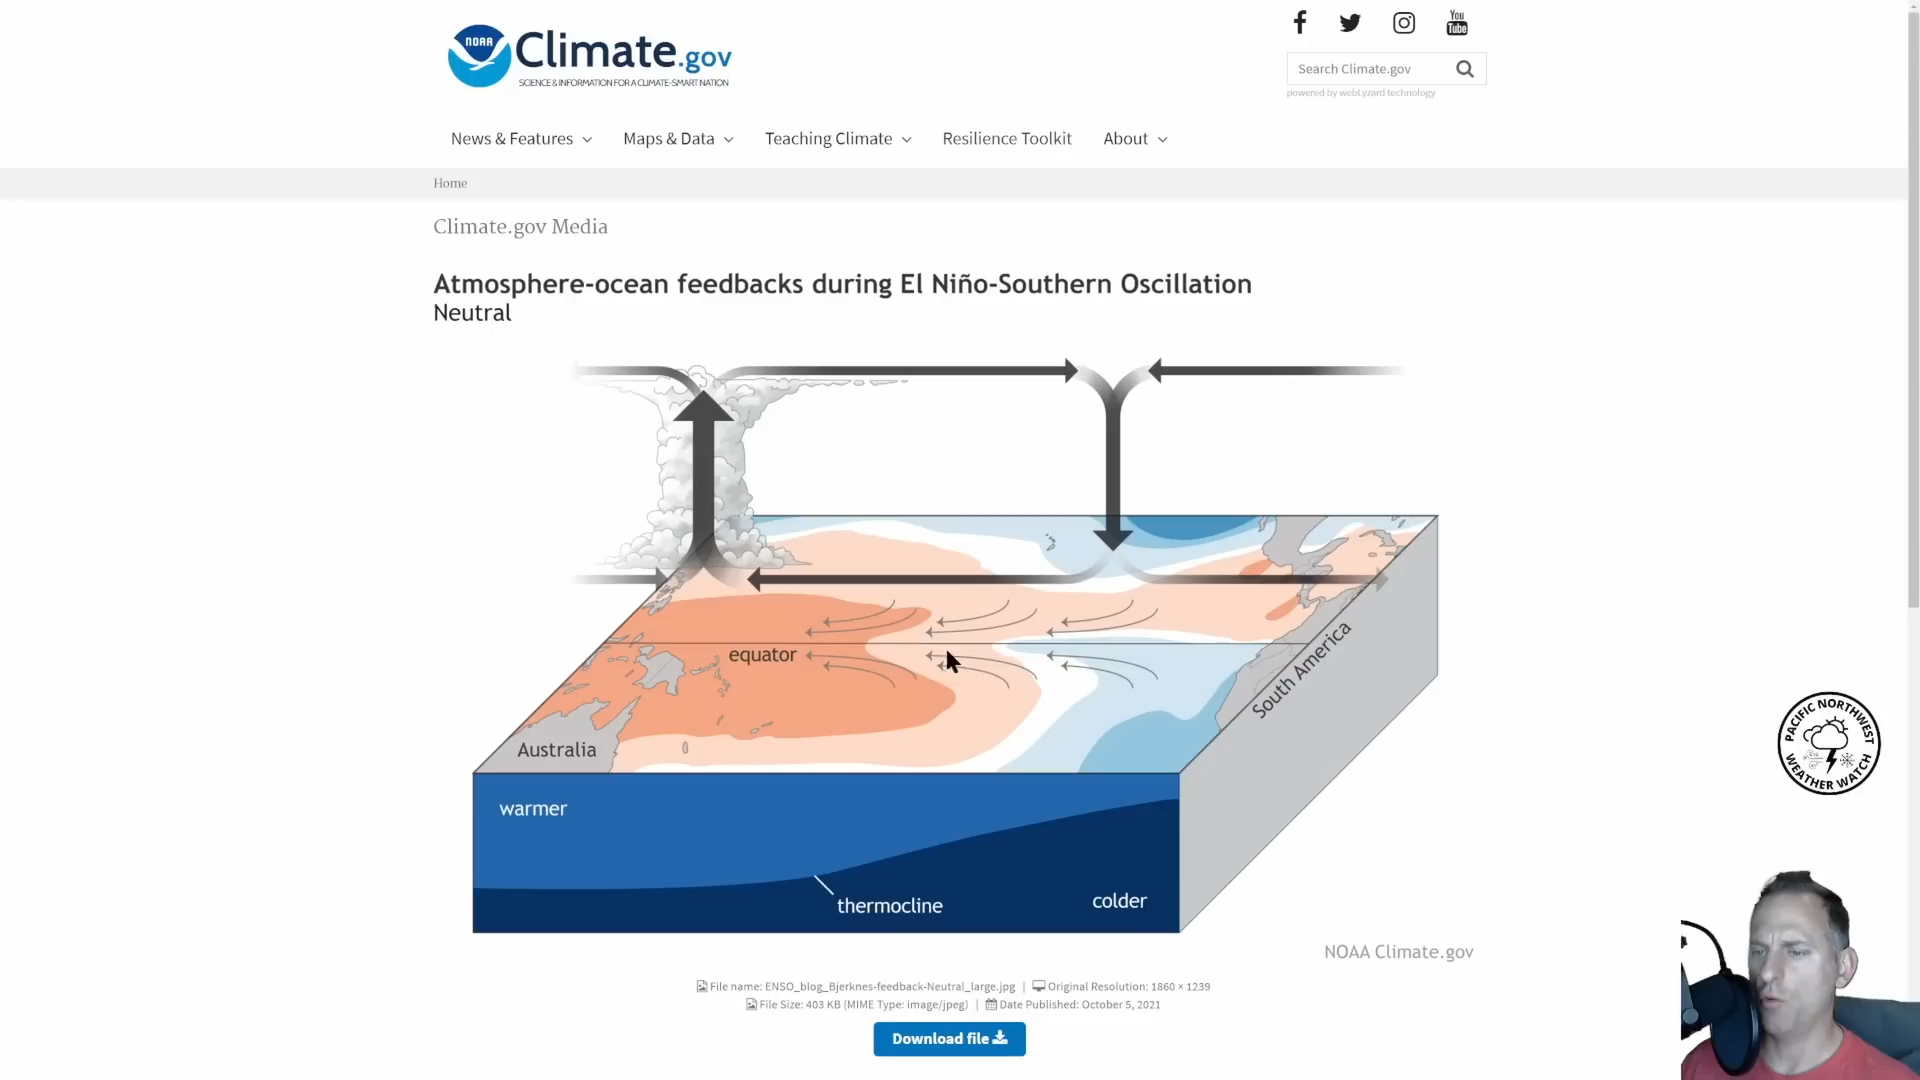 NOAA
Climate.gov
SCIENCE & INFORMATION FOR A CLIMATE-SMART NATION
You
Tube
Search Climate.gov
powered by webLyzard technology
News & Features
Maps & Data
Teaching Climate
Resilience Toolkit
About
Home
Climate.gov Media
Atmosphere-ocean feedbacks during El Niño-Southern Oscillation
Neutral
equator
South America
Australia
warmer
thermocline
colder
NOAA Climate.gov
File name: ENSO_blog_Bjerknes-feedback-Neutral_large.jpg | Original Resolution: 1860 × 1239
File Size: 403 KB (MIME Type: image/jpeg) | Date Published: October 5, 2021
Download file
PACIFIC NORTHWEST
WEATHER WATCH